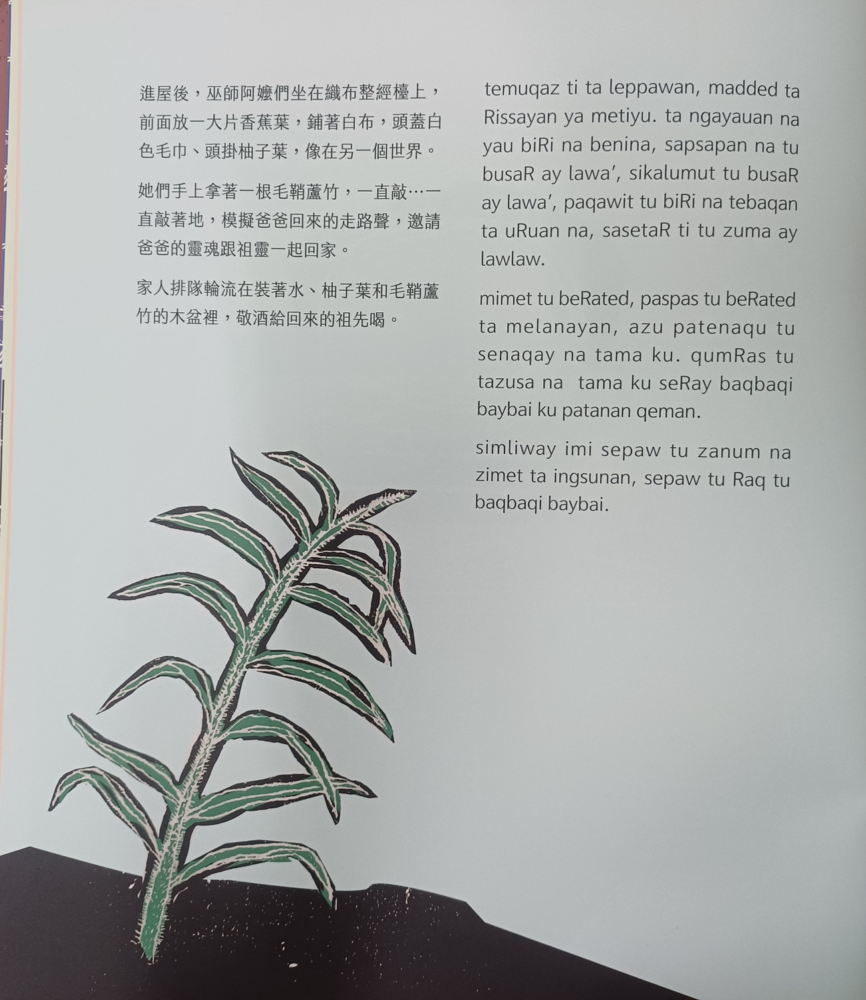 進屋後，巫師阿嬤們坐在織布整經檯上，
前面放一大片香蕉葉，鋪著白布，頭蓋白
色毛巾、頭掛柚子葉，像在另一個世界。
她們手上拿著一根毛鞘蘆竹，一直敲…一
直敲著地，模擬爸爸回來的走路聲，邀請
爸爸的靈魂跟祖靈一起回家。
家人排隊輪流在裝著水、柚子葉和毛鞘蘆
竹的木盆裡，敬酒給回來的祖先喝。
temuqaz ti ta leppawan, madded ta
Rissayan ya metiyu. ta ngayauan na
yau biRi na benina, sapsapan na tu
busaR ay lawa’, sikalumut tu busaR
ay lawa’, paqawit tu biRi na tebaqan
ta uRuan na, sasetaR ti tu zuma ay
lawlaw.
mimet tu beRated, paspas tu beRated
ta melanayan, azu patenaqu tu
senaqay na tama ku. qumRas tu
tazusa na tama ku seRay baqbaqi
baybai ku patanan qeman.
simliway imi sepaw tu zanum na
zimet ta ingsunan, sepaw tu Raq tu
baqbaqi baybai.